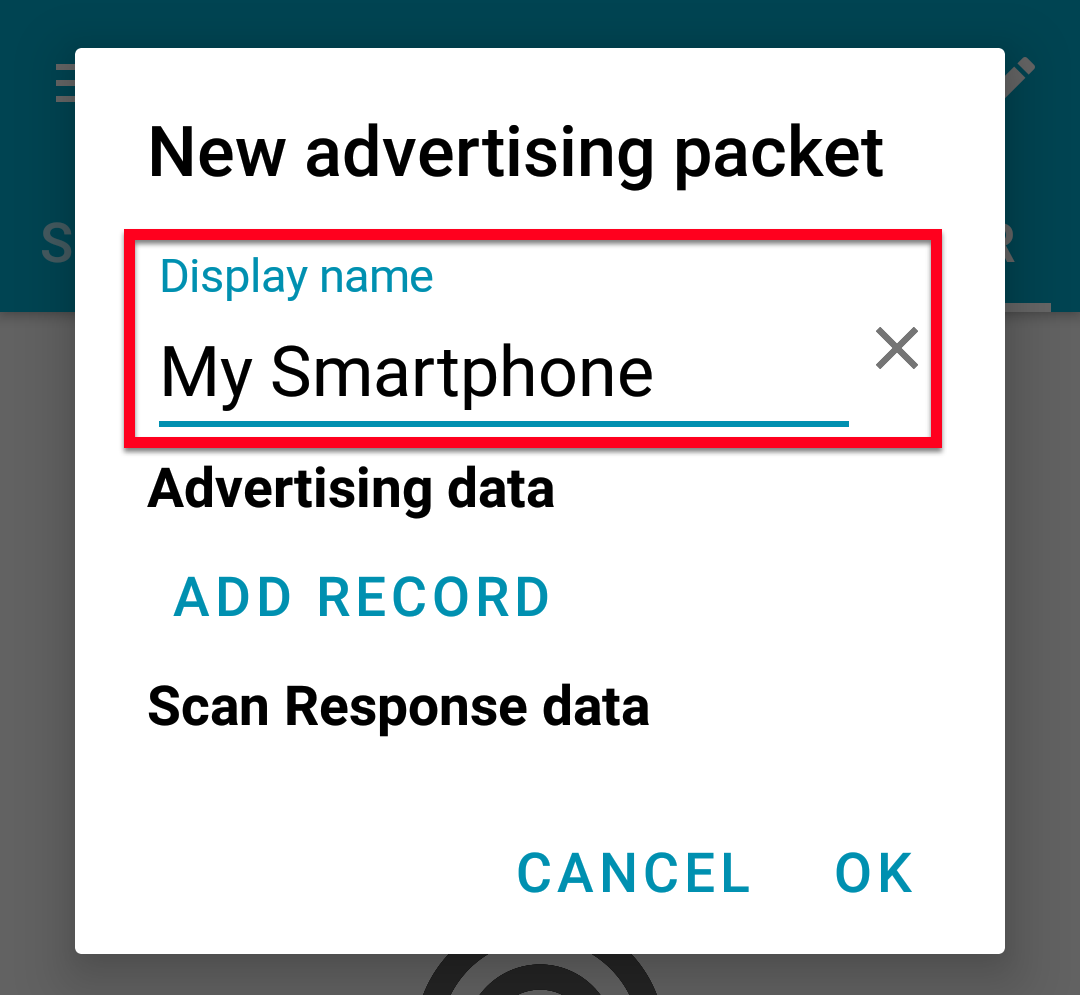 New advertising packet
Display name
My Smartphone
Advertising data
ADD RECORD
Scan Response data
CANCEL OK